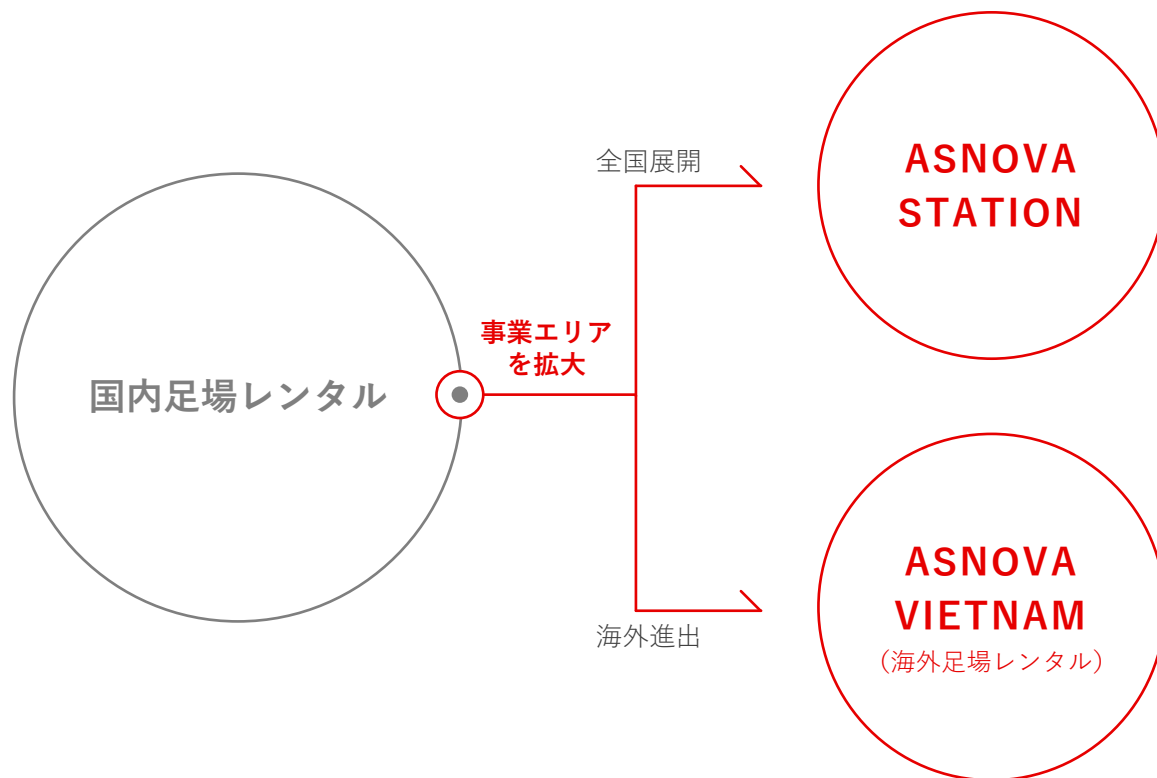 国内足場レンタル
事業エリア
を拡大
全国展開
ASNOVA
STATION
海外進出
ASNOVA
VIETNAM
（海外足場レンタル）